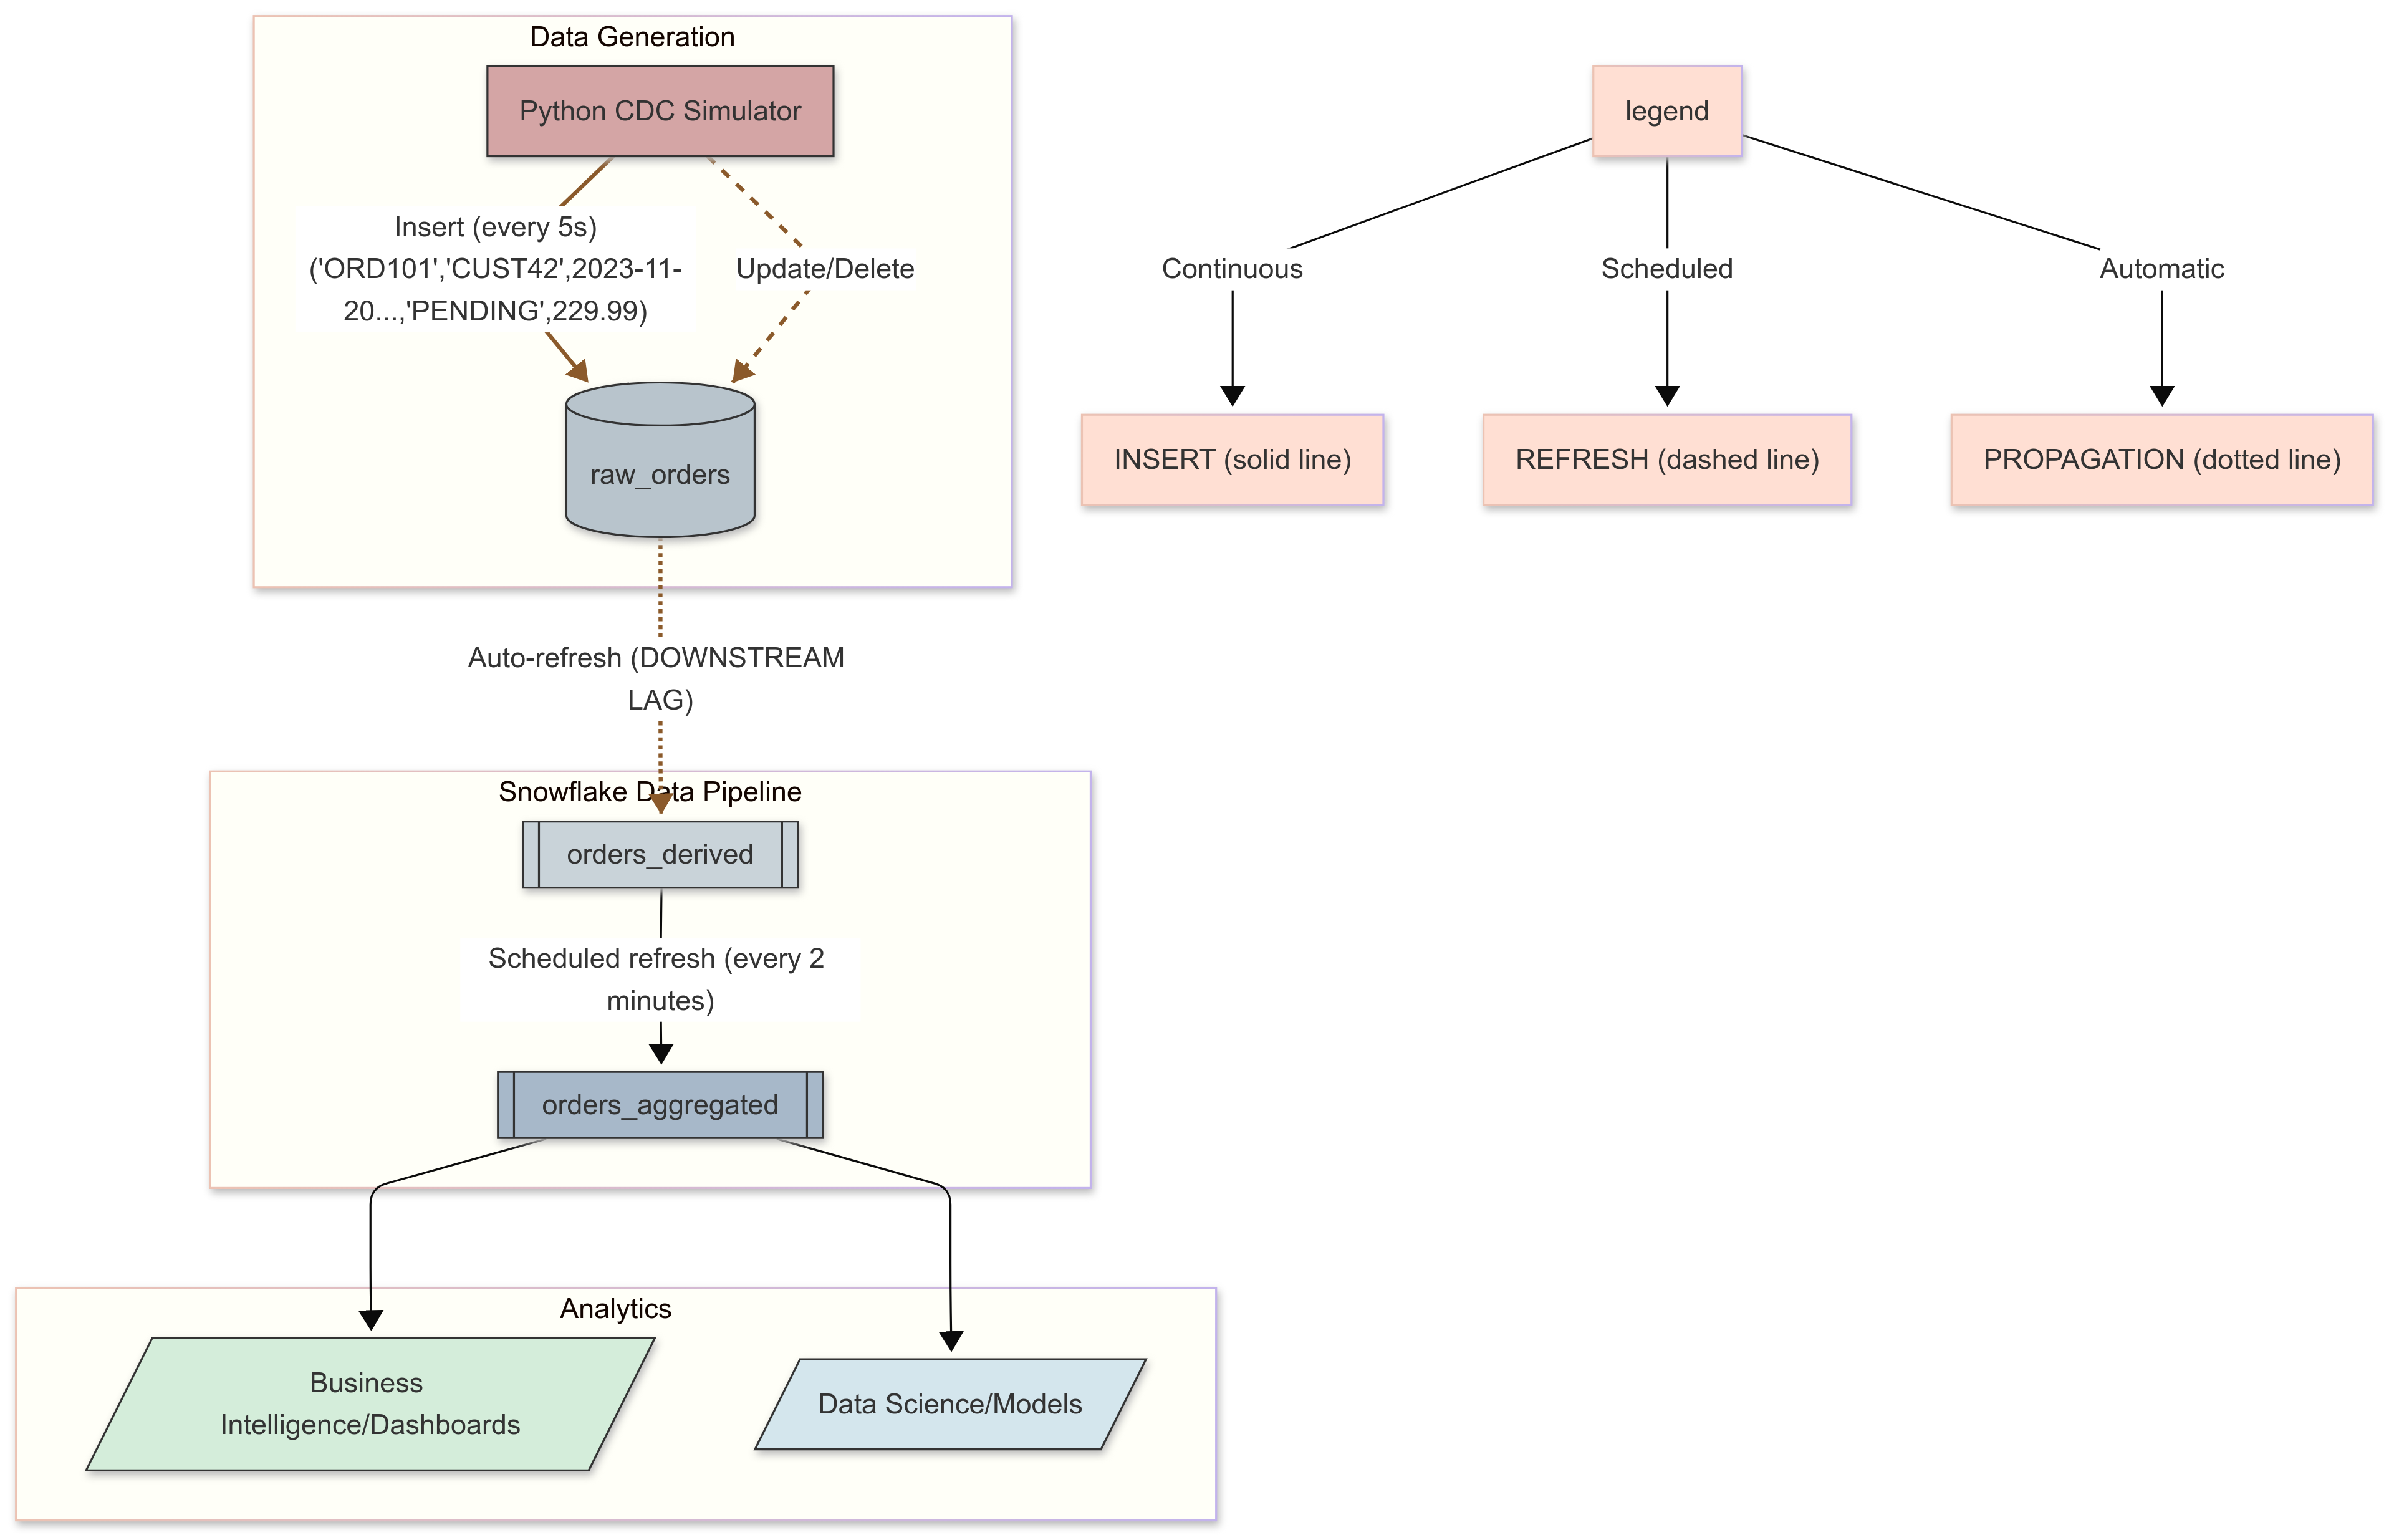 Data Generation
Python CDC Simulator
Insert (every 5s)
('ORD101','CUST42',2023-11-
20...,'PENDING',229.99)
Update/Delete
raw_orders
Auto-refresh (DOWNSTREAM
LAG)
Snowflake Data Pipeline
orders_derived
Scheduled refresh (every 2
minutes)
orders_aggregated
Analytics
Business
Intelligence/Dashboards
Data Science/Models
legend
Continuous
Scheduled
Automatic
INSERT (solid line)
REFRESH (dashed line)
PROPAGATION (dotted line)